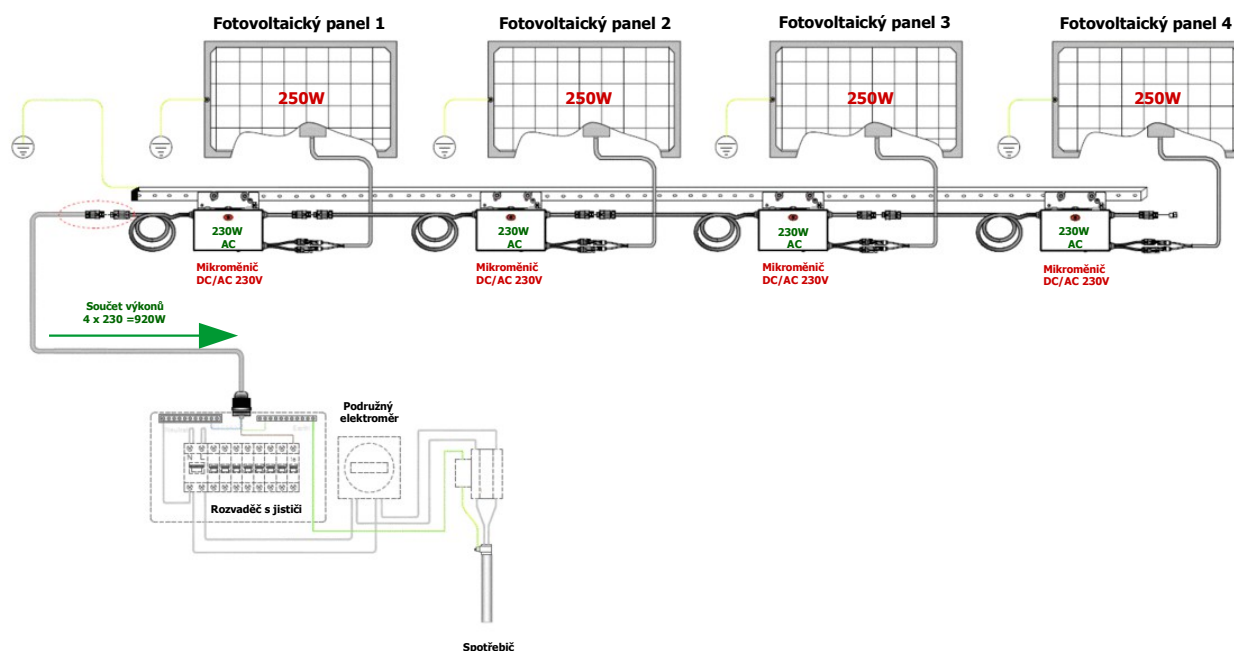 Fotovoltaický panel 1
Fotovoltaický panel 2
Fotovoltaický panel 3
Fotovoltaický panel 4
250W
250W
250W
250W
230W
AC
230W
AC
230W
AC
230W
AC
Mikroměnič
DC/AC 230V
Mikroměnič
DC/AC 230V
Mikroměnič
DC/AC 230V
Mikroměnič
DC/AC 230V
Součet výkonů
4 x 230 =920W
Podružný
elektroměr
Neutral
Earth
N L
Rozvaděč s jističi
Spotřebič